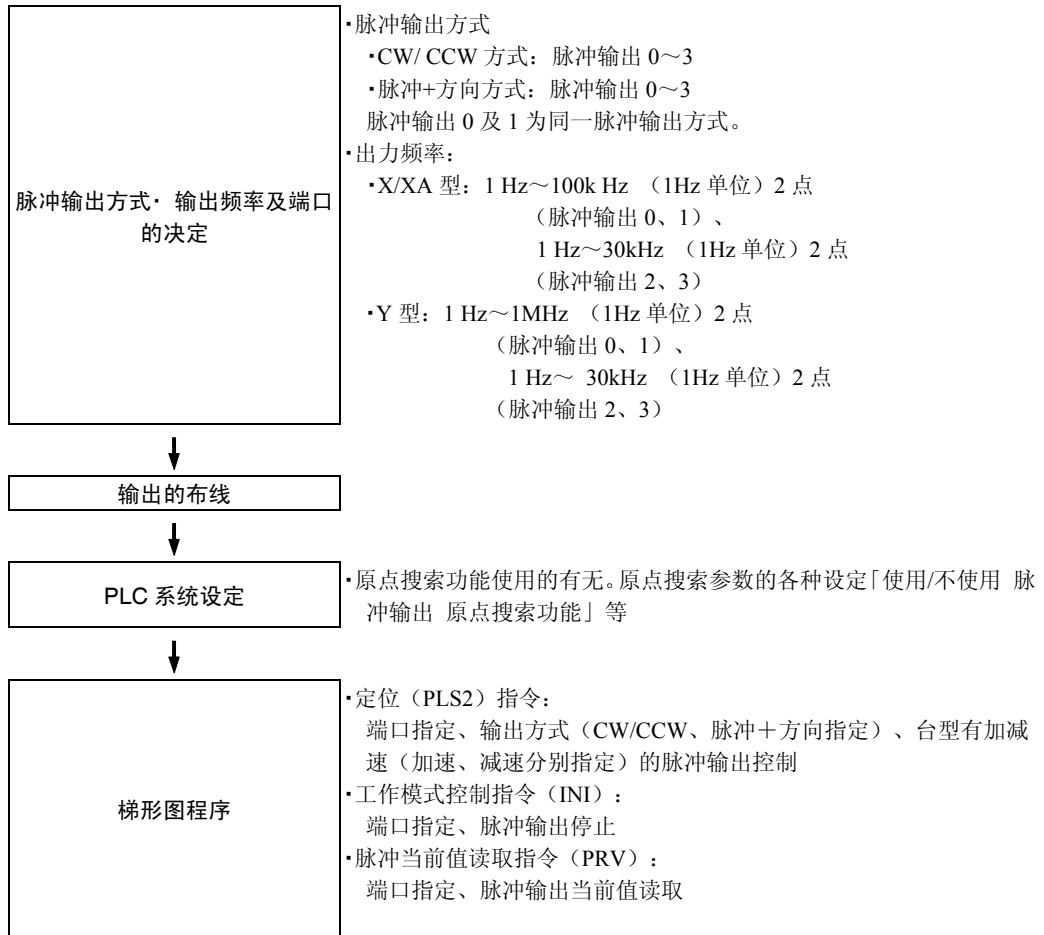 脉冲输出方式· 输出频率及端口
的决定
·脉冲输出方式
·CW/ CCW 方式：脉冲输出 0～3
·脉冲+方向方式：脉冲输出 0～3
脉冲输出 0 及 1 为同一脉冲输出方式。
·出力频率：
·X/XA 型：1 Hz～100k Hz （1Hz 单位）2 点
（脉冲输出 0、1）、
1 Hz～30kHz （1Hz 单位）2 点
（脉冲输出 2、3）
·Y 型：1 Hz～1MHz （1Hz 单位）2 点
（脉冲输出 0、1）、
1 Hz～ 30kHz （1Hz 单位）2 点
（脉冲输出 2、3）
输出的布线
PLC 系统设定
·原点搜索功能使用的有无。原点搜索参数的各种设定「使用/不使用 脉
冲输出 原点搜索功能」等
梯形图程序
·定位（PLS2）指令：
端口指定、输出方式（CW/CCW、脉冲＋方向指定）、台型有加减
速（加速、减速分别指定）的脉冲输出控制
·工作模式控制指令（INI）：
端口指定、脉冲输出停止
·脉冲当前值读取指令（PRV）：
端口指定、脉冲输出当前值读取